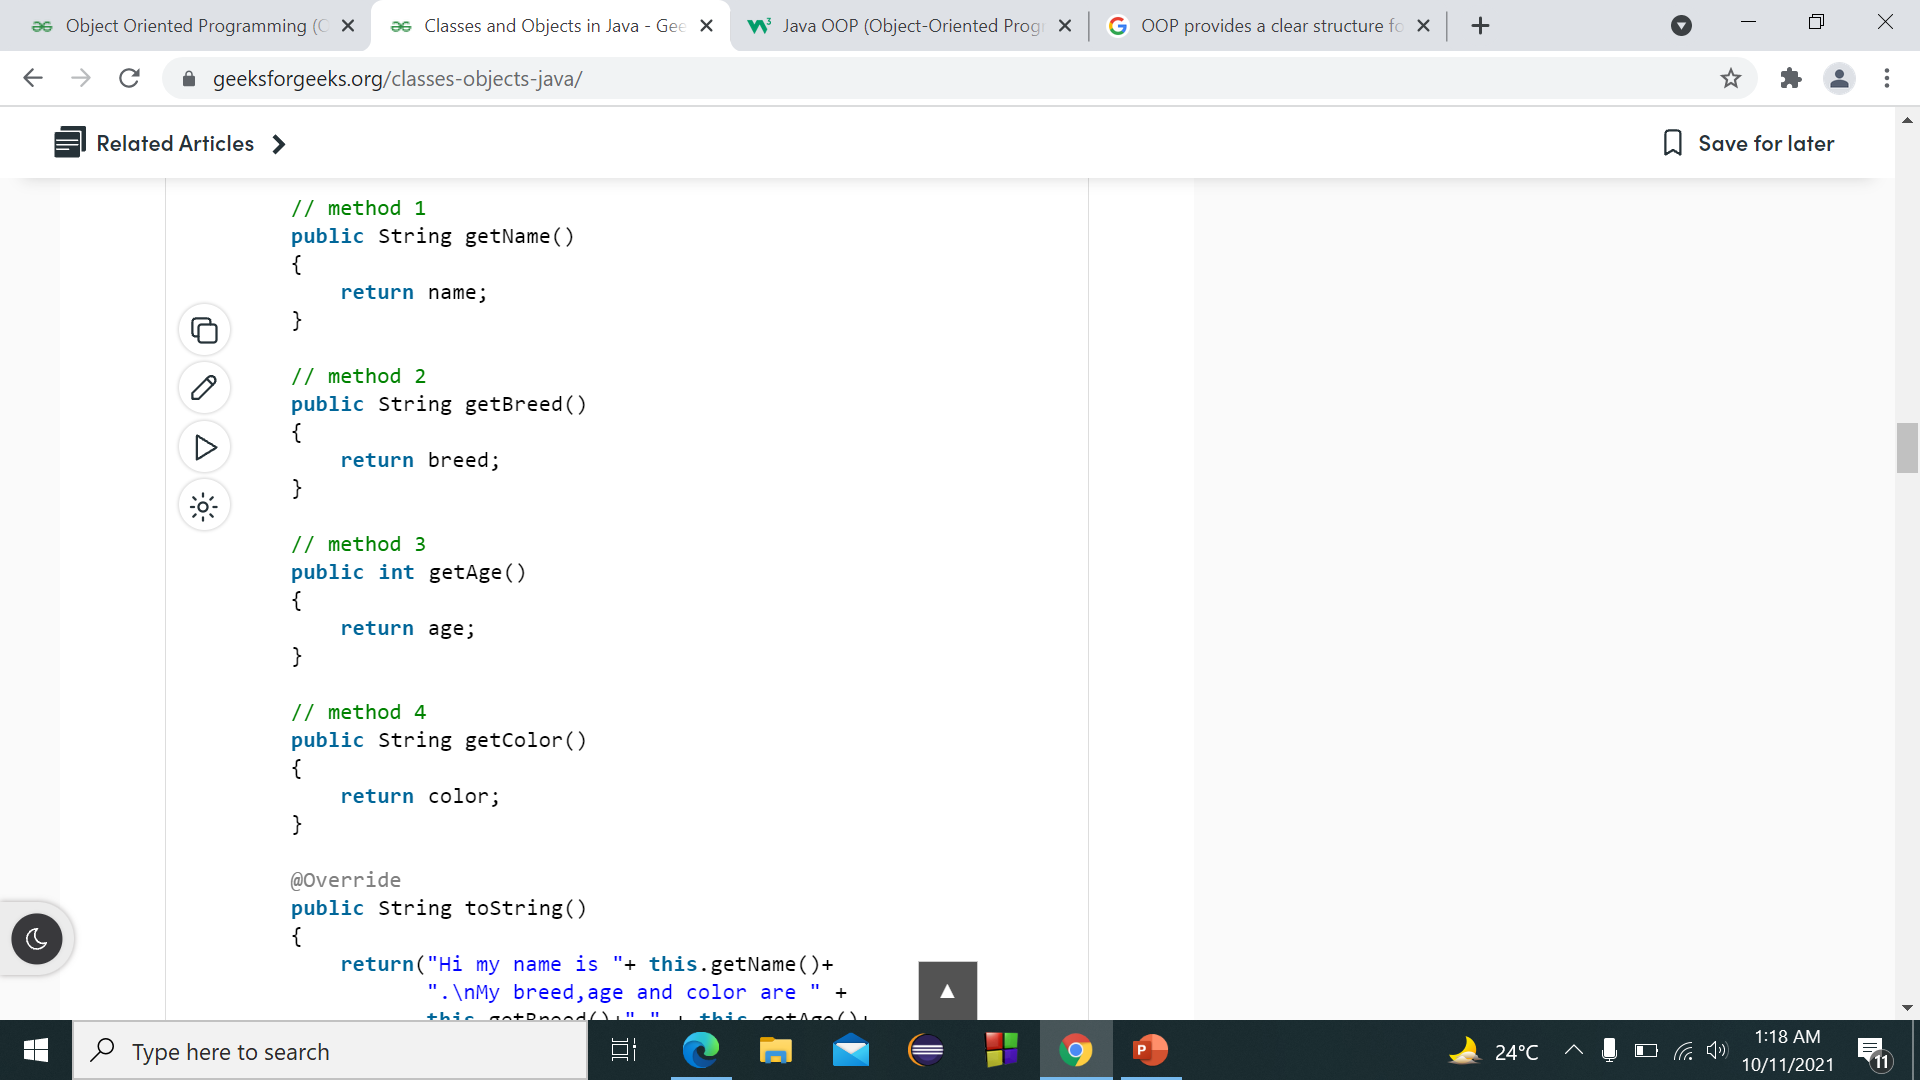 Object Oriented Programming (O
Classes and Objects in Java - Gee
Java OOP (Object-Oriented Progr
OOP provides a clear structure fo
geeksforgeeks.org/classes-objects-java/
Related Articles
Save for later
// method 1
public String getName()
{
return name;
}
// method 2
public String getBreed()
{
return breed;
}
// method 3
public int getAge()
{
return age;
}
// method 4
public String getColor()
{
return color;
}
@Override
public String toString()
{
return("Hi my name is "+ this.getName()+
".\nMy breed,age and color are " +
this.getBreed()+"," + this.getAge()+
Type here to search
24°C
1:18 AM
10/11/2021
11